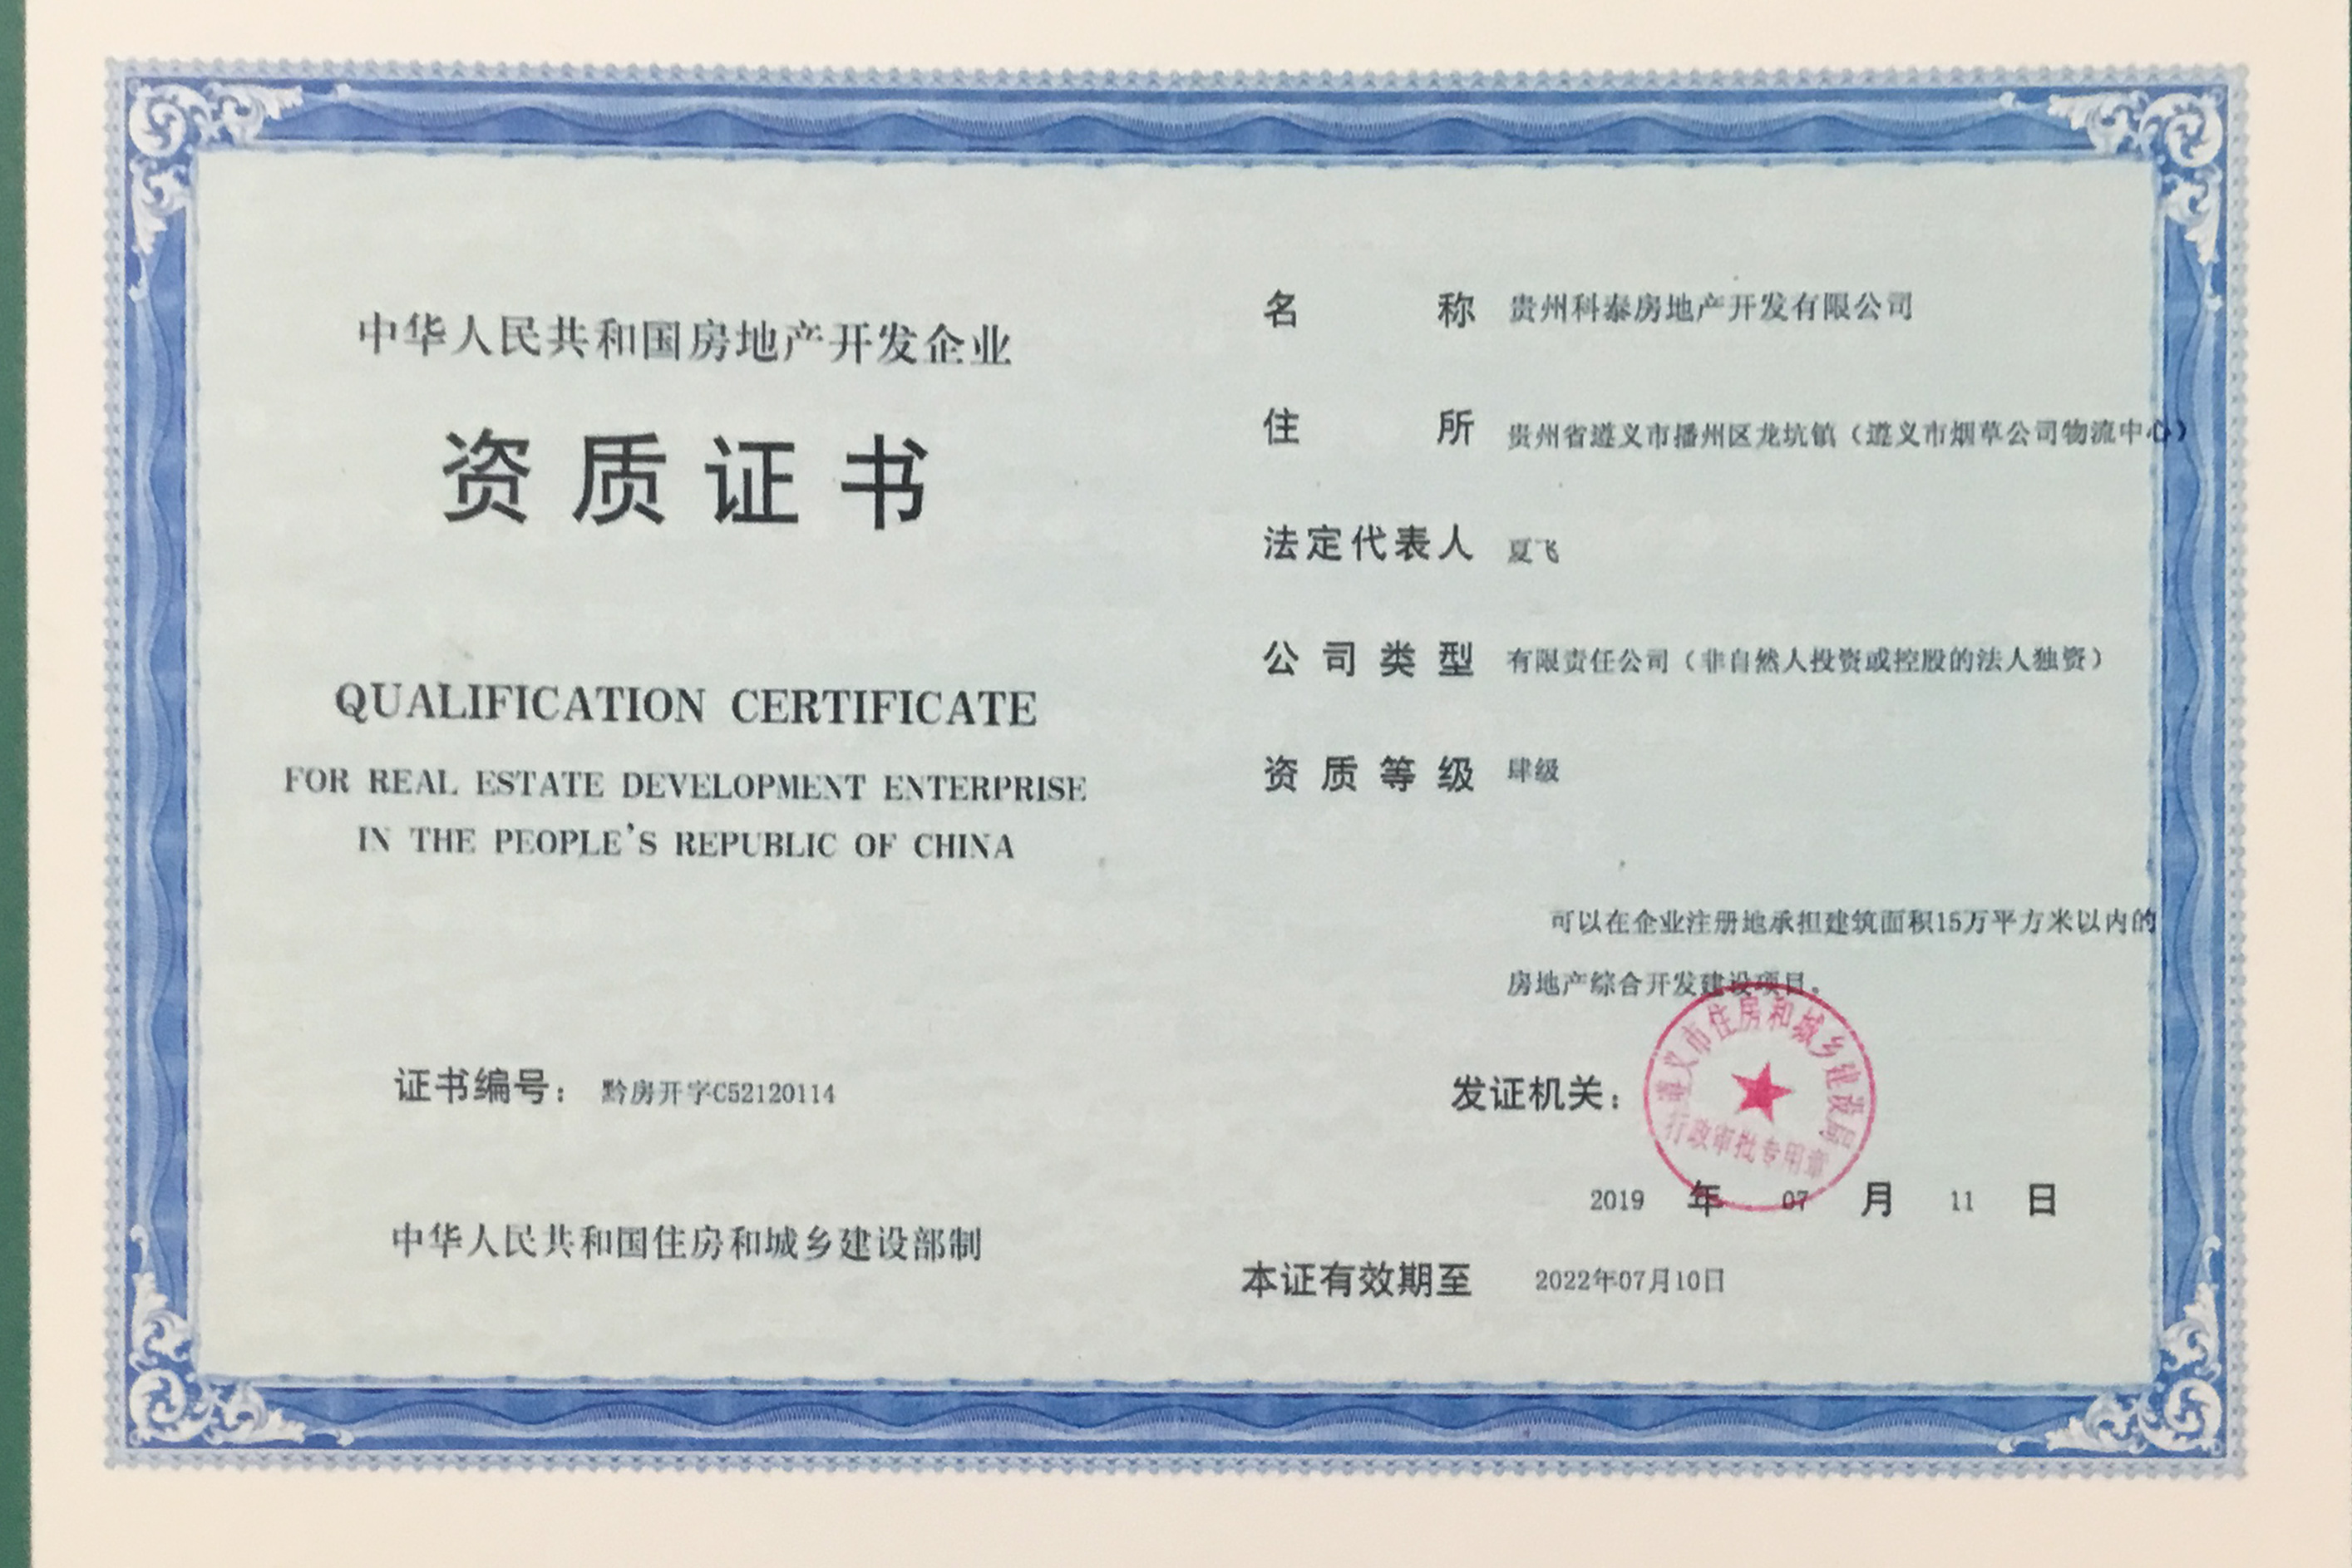 中华人民共和国房地产开发企业
资质证书
QUALIFICATION CERTIFICATE
FOR REAL ESTATE DEVELOPMENT ENTERPRISE
IN THE PEOPLE'S REPUBLIC OF CHINA
证书编号：黔房开字C52120114
中华人民共和国住房和城乡建设部制
名称 贵州科泰房地产开发有限公司
住所 贵州省遵义市播州区龙坑镇（遵义市烟草公司物流中心）
法定代表人 夏飞
公司类型 有限责任公司（非自然人投资或控股的法人独资）
资质等级 肆级
可以在企业注册地承担建筑面积15万平方米以内的
房地产综合开发建设项目。
发证机关：
遵义市住房和城乡建设局
行政审批专用章
2019 年 07 月 11 日
本证有效期至 2022年07月10日